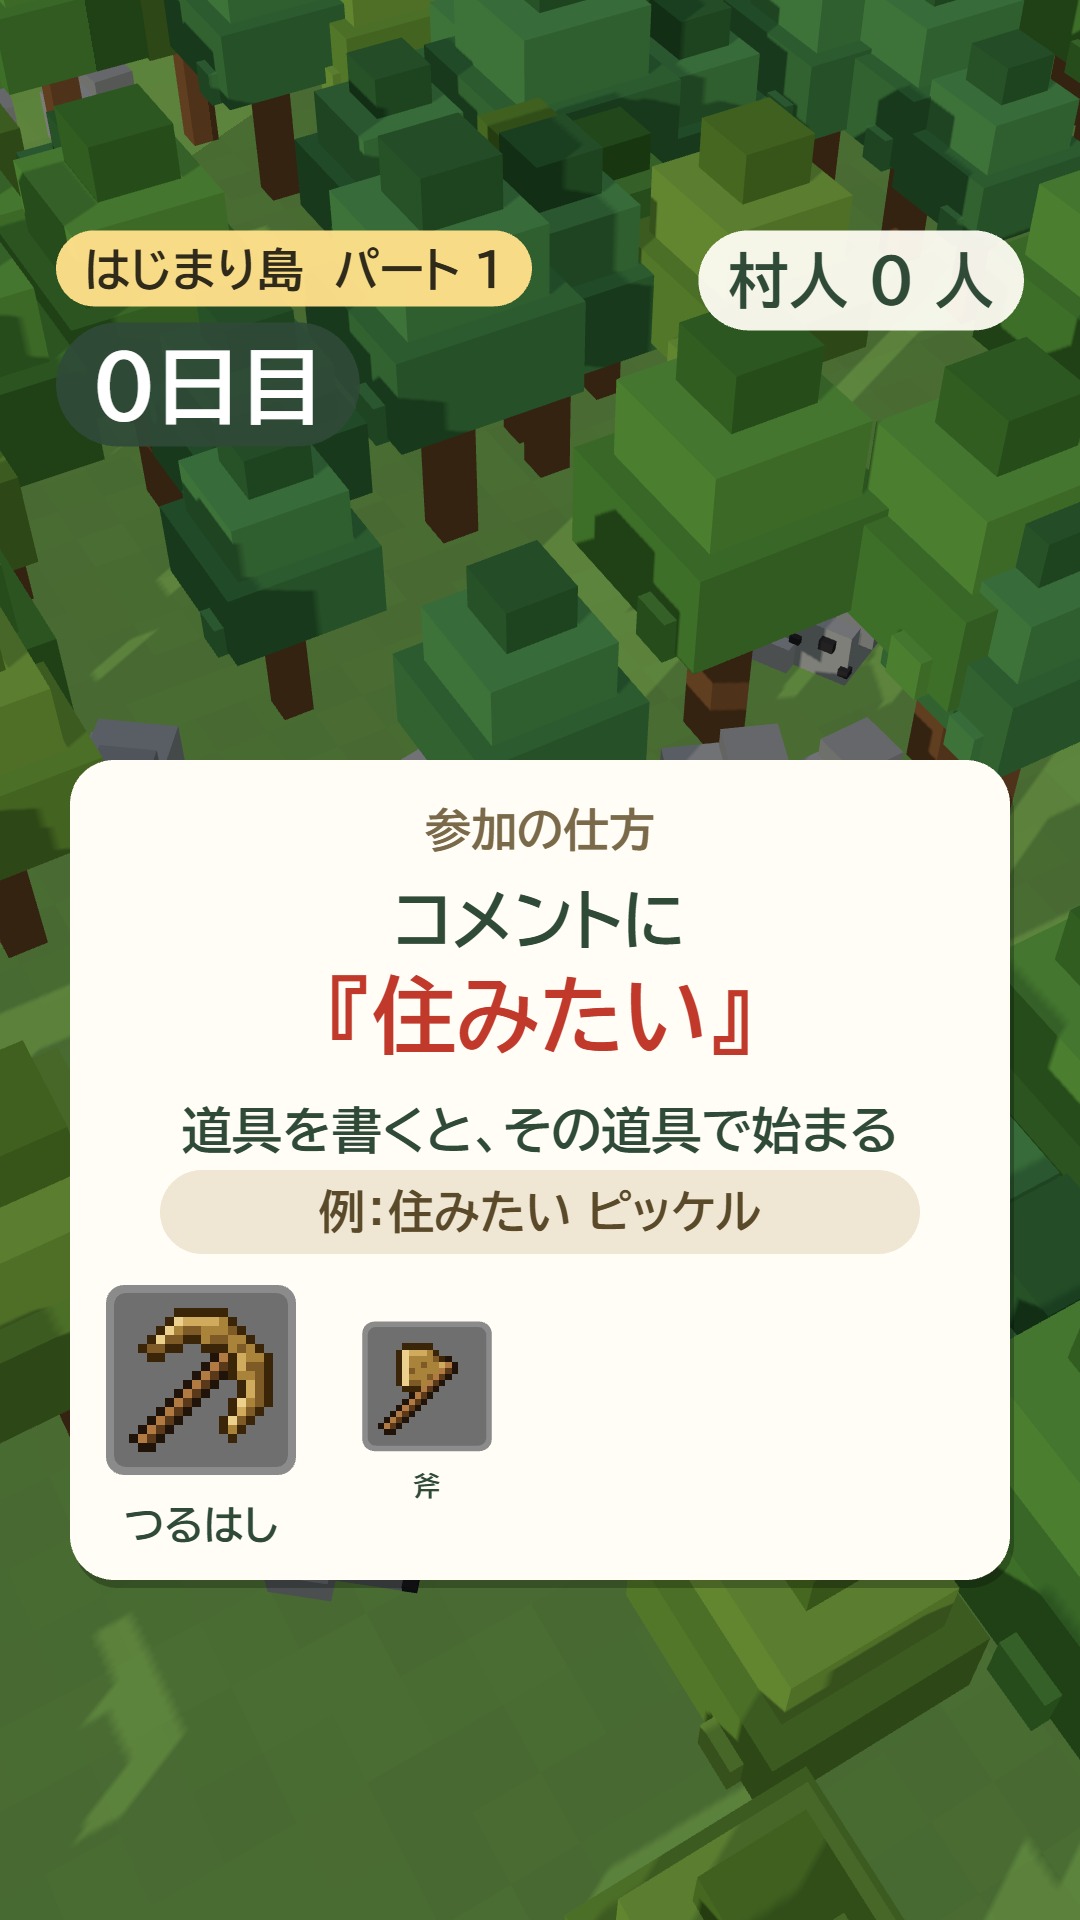 はじまり島 パート 1
村人 0 人
0日目
参加の仕方
コメントに
『住みたい』
道具を書くと、その道具で始まる
例:住みたい ピッケル
つるはし
斧